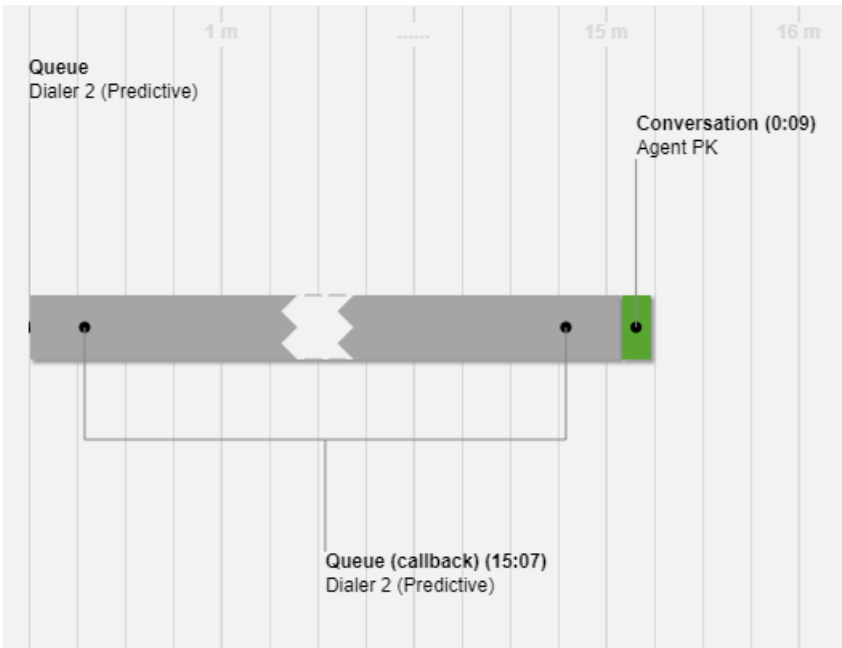 1 m
......
15 m
16 m
Queue
Dialer 2 (Predictive)
Conversation (0:09)
Agent PK
Queue (callback) (15:07)
Dialer 2 (Predictive)